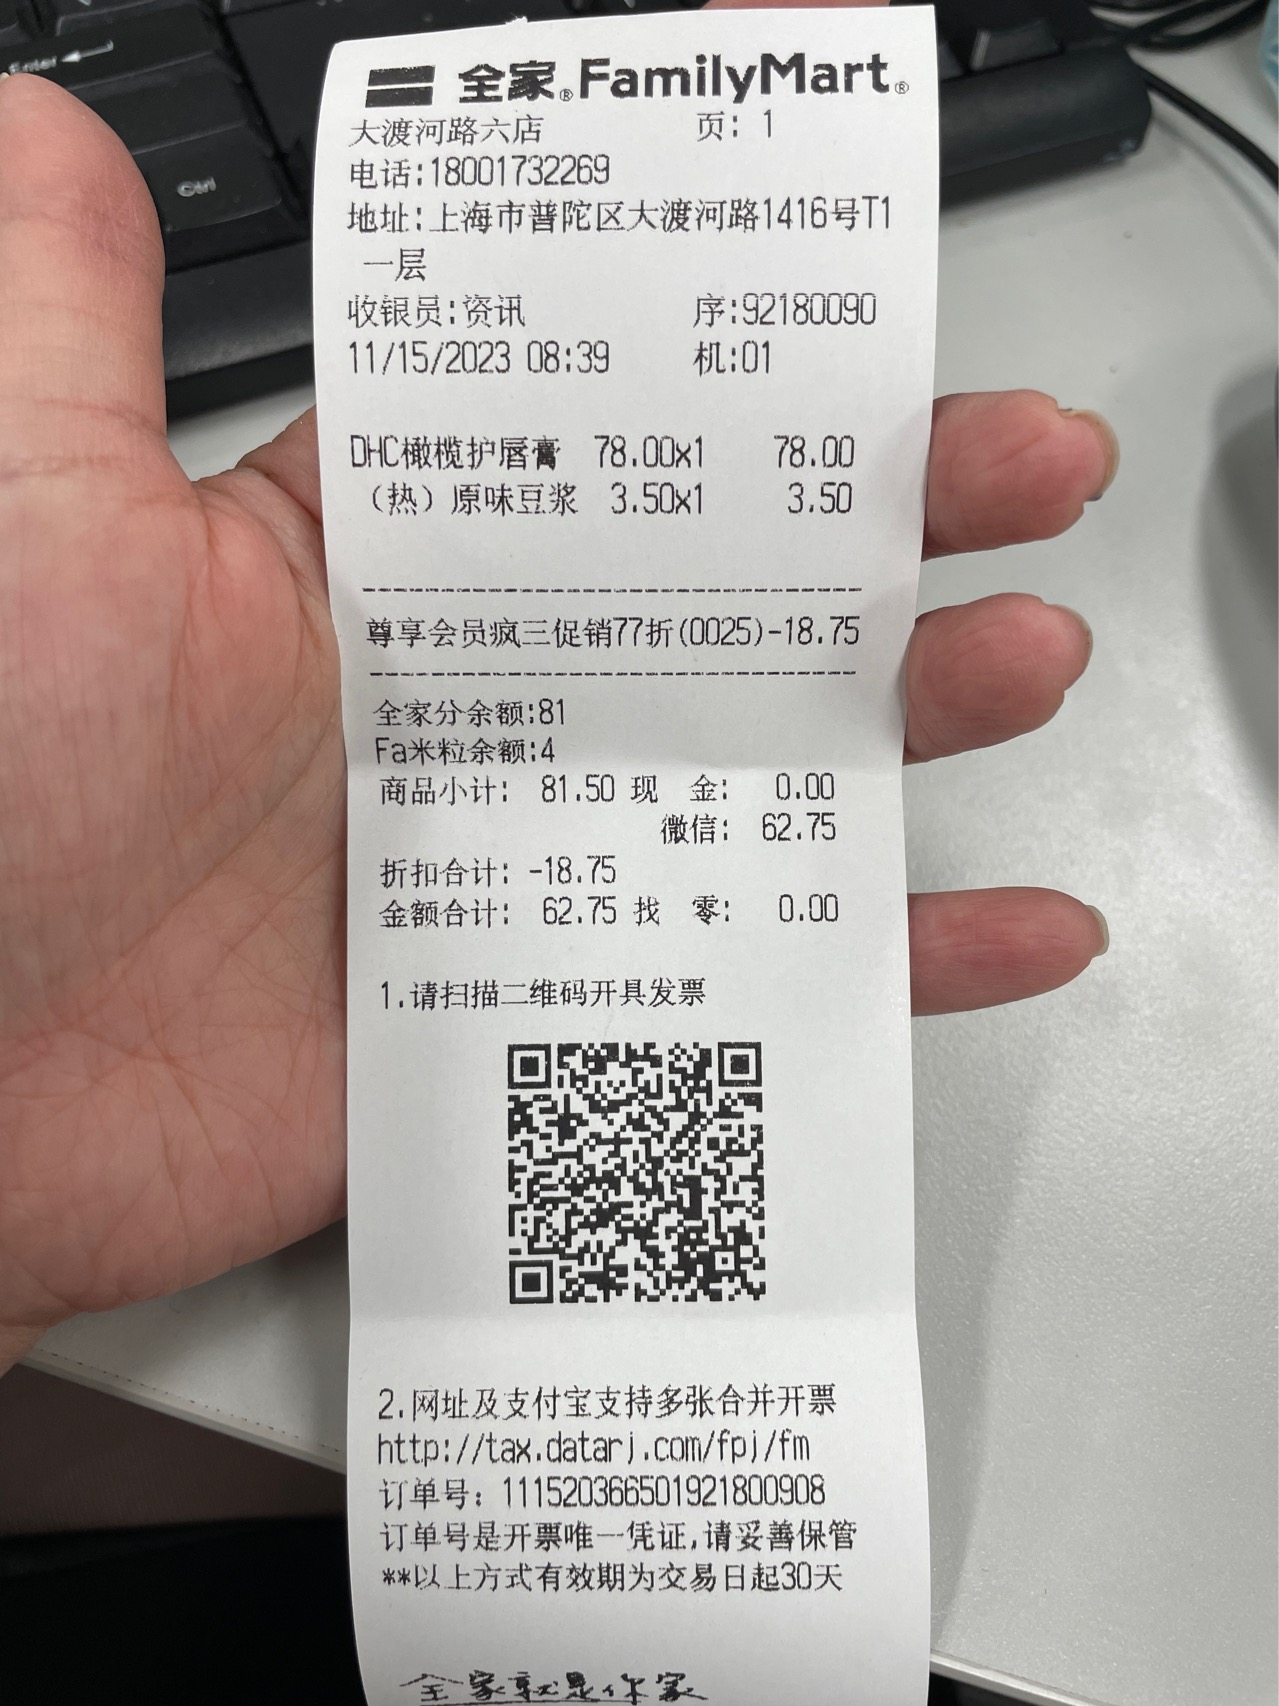 Enter
Ctrl
全家®FamilyMart®
大渡河路六店 页: 1
电话:18001732269
地址:上海市普陀区大渡河路1416号T1
一层
收银员:资讯 序:92180090
11/15/2023 08:39 机:01
DHC橄榄护唇膏 78.00x1 78.00
（热）原味豆浆 3.50x1 3.50
尊享会员疯三促销77折(0025)-18.75
全家分余额:81
Fa米粒余额:4
商品小计: 81.50 现 金: 0.00
微信: 62.75
折扣合计: -18.75
金额合计: 62.75 找 零: 0.00
1.请扫描二维码开具发票
2.网址及支付宝支持多张合并开票
http://tax.datarj.com/fpj/fm
订单号: 111520366501921800908
订单号是开票唯一凭证,请妥善保管
**以上方式有效期为交易日起30天
全家就是你家